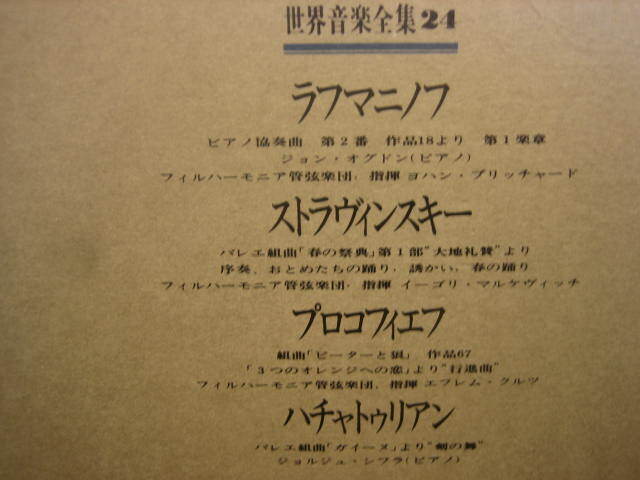 世界音楽全集24
ラフマニノフ
ピアノ協奏曲 第2番 作品18より 第1楽章
ジョン・オグドン(ピアノ)
フィルハーモニア管弦楽団, 指揮 ヨハン・プリッチャード
ストラヴィンスキー
バレエ組曲「春の祭典」第1部"大地礼賛"より
序奏, おとめたちの踊り, 誘かい, 春の踊り
フィルハーモニア管弦楽団, 指揮 イーゴリ・マルケヴィッチ
プロコフィエフ
組曲「ピーターと狼」 作品67
「3つのオレンジへの恋」より"行進曲"
フィルハーモニア管弦楽団, 指揮 エフレム・クルツ
ハチャトゥリアン
バレエ組曲「ガイーヌ」より"剣の舞"
ジョルジュ・シフラ(ピアノ)